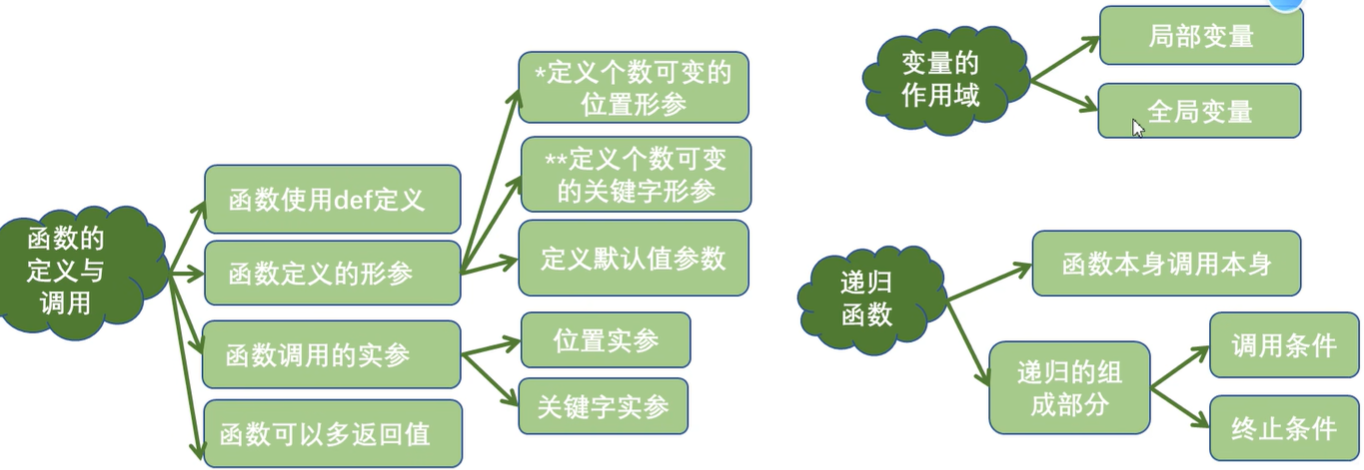 函数的
定义与
调用
函数使用def定义
函数定义的形参
*定义个数可变的
位置形参
**定义个数可变
的关键字形参
定义默认值参数
函数调用的实参
位置实参
关键字实参
函数可以多返回值
变量的
作用域
局部变量
全局变量
递归
函数
函数本身调用本身
递归的组
成部分
调用条件
终止条件